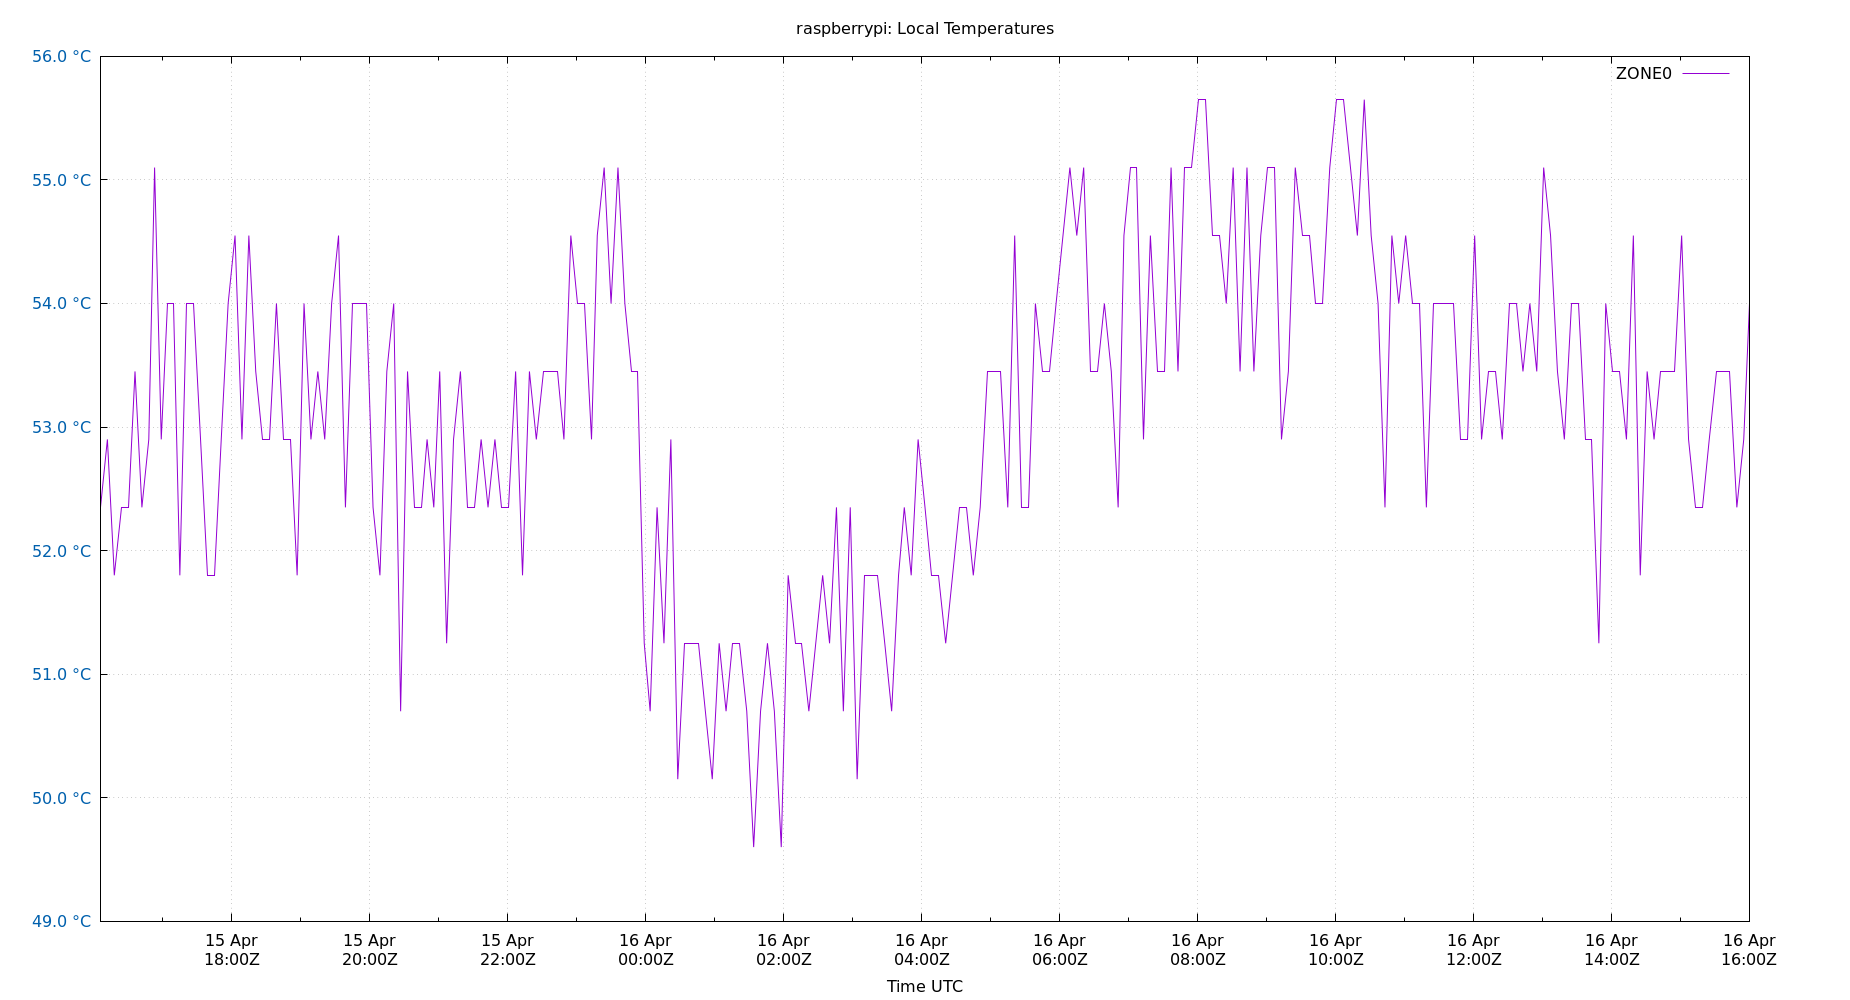 raspberrypi: Local Temperatures
ZONE0
56.0 °C
55.0 °C
54.0 °C
53.0 °C
52.0 °C
51.0 °C
50.0 °C
49.0 °C
15 Apr 15 Apr 15 Apr 16 Apr 16 Apr 16 Apr 16 Apr 16 Apr 16 Apr 16 Apr 16 Apr 16 Apr
18:00Z 20:00Z 22:00Z 00:00Z 02:00Z 04:00Z 06:00Z 08:00Z 10:00Z 12:00Z 14:00Z 16:00Z
Time UTC